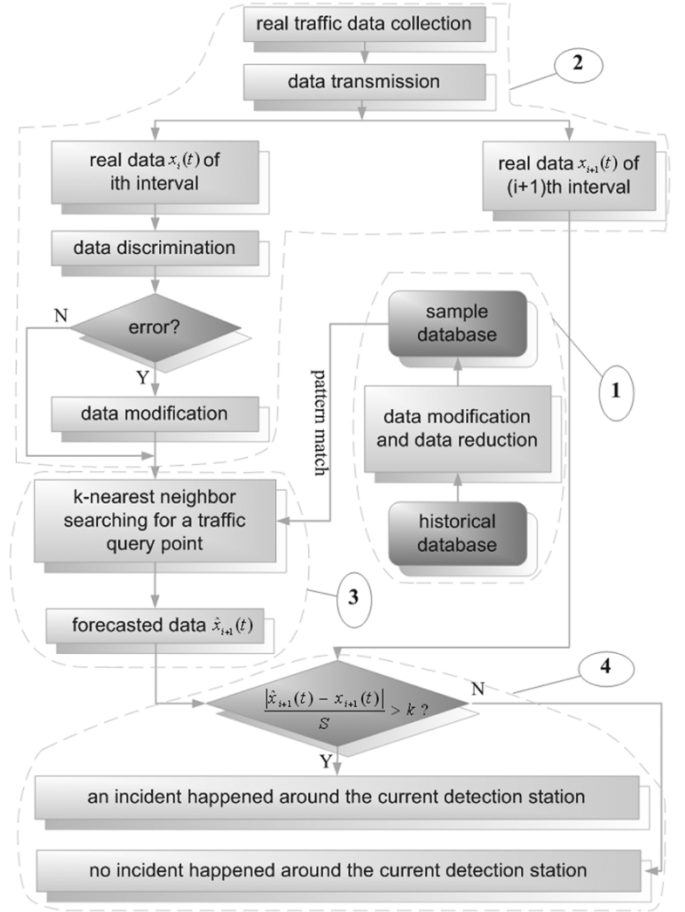 real traffic data collection
2
data transmission
real data x_i(t) of
ith interval
real data x_{i+1}(t) of
(i+1)th interval
data discrimination
N
error?
Y
data modification
sample
database
1
pattern match
data modification
and data reduction
historical
database
k-nearest neighbor
searching for a traffic
query point
3
forecasted data x̂_{i+1}(t)
4
|x̂_{i+1}(t) − x_{i+1}(t)| / S > k ?
N
Y
an incident happened around the current detection station
no incident happened around the current detection station